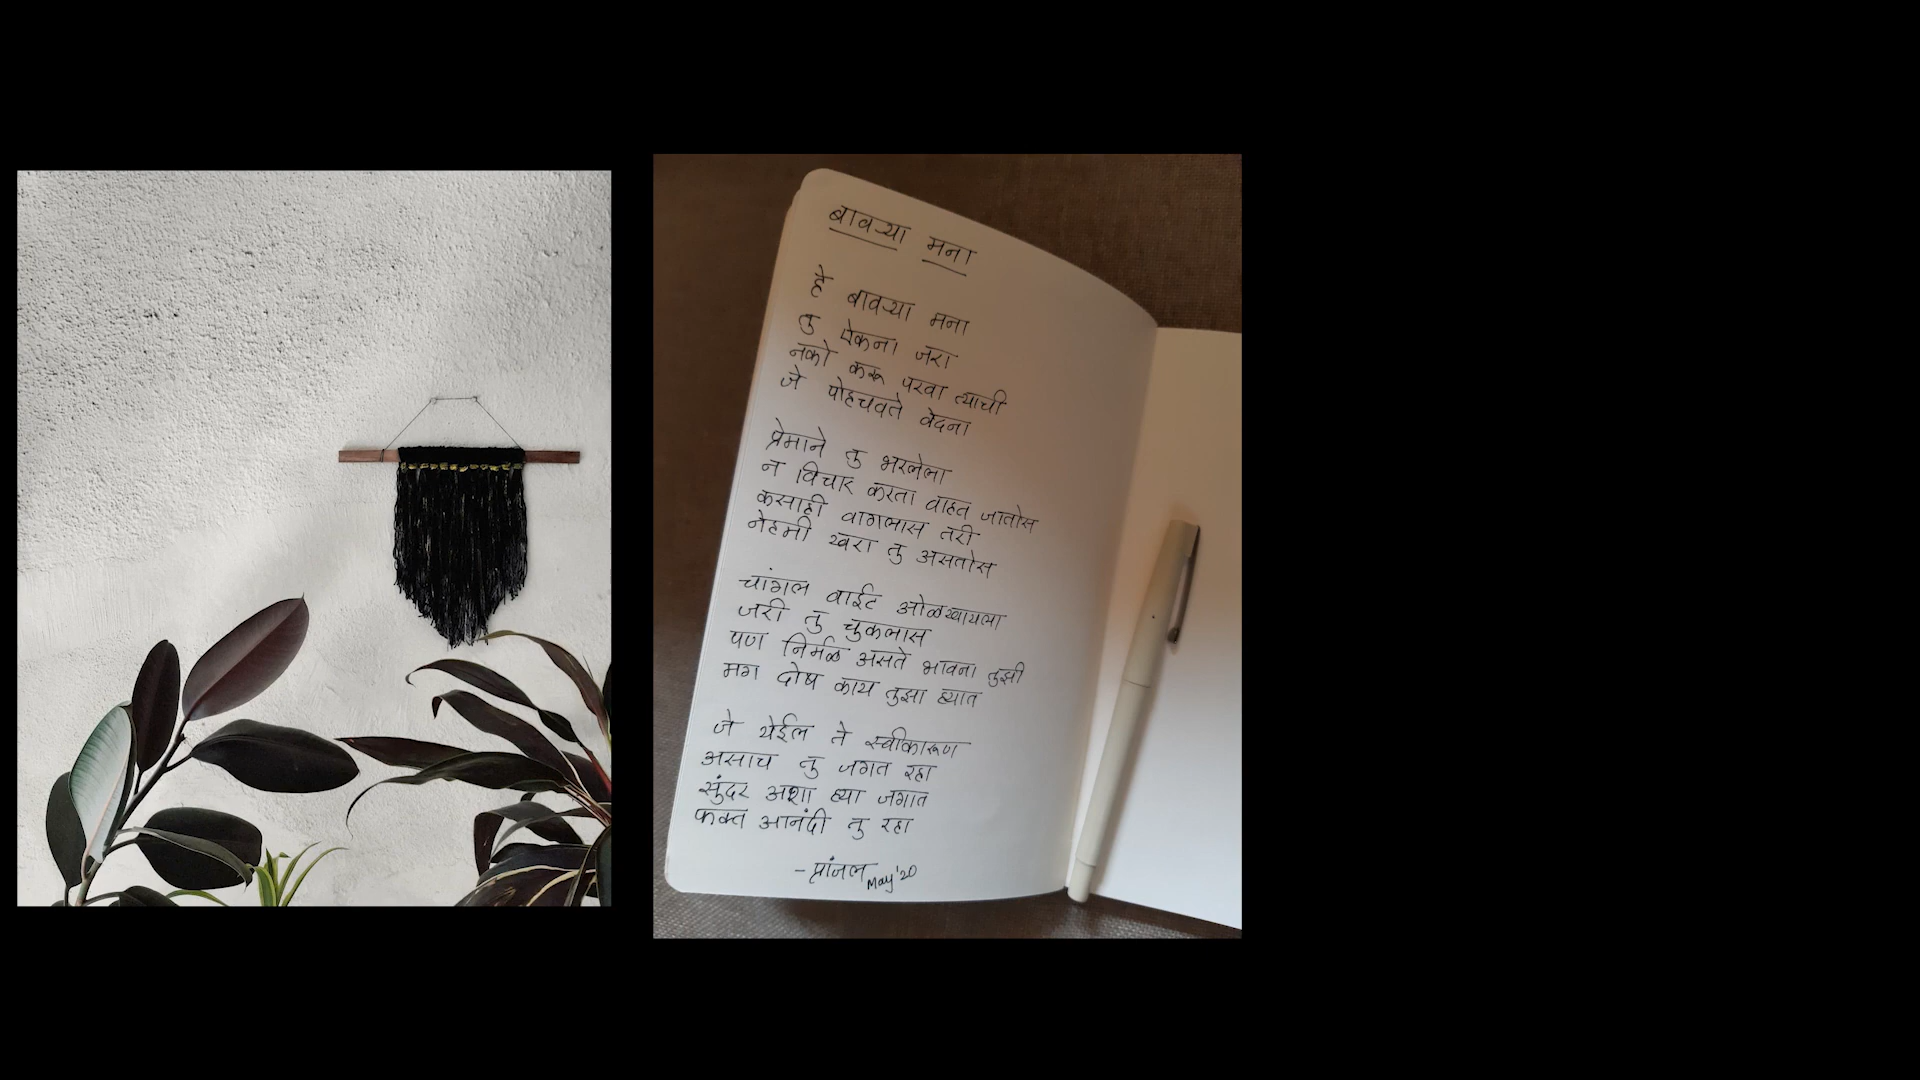 बावऱ्या मना
हे बावऱ्या मना
तु ऐकना जरा
नको करू परवा त्याची
जे पोहचवते वेदना
प्रेमाने तु भरलेला
न विचार करता वाहत जातोस
कसाही वागलास तरी
नेहमी खरा तु असतोस
चांगल वाईट ओळखायला
जरी तु चुकलास
पण निर्मळ असते भावना तुझी
मग दोष काय तुझा ह्यात
जे येईल ते स्वीकारूण
असाच तु जगत रहा
सुंदर अशा ह्या जगात
फक्त आनंदी तु रहा
- प्रांजल May'20